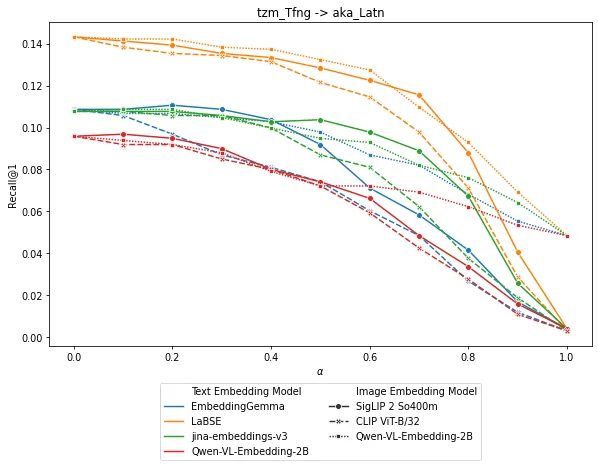 tzm_Tfng -> aka_Latn
0.14
0.12
0.10
0.08
0.06
0.04
0.02
0.00
Recall@1
0.0 0.2 0.4 0.6 0.8 1.0
α
Text Embedding Model Image Embedding Model
EmbeddingGemma SigLIP 2 So400m
LaBSE CLIP ViT-B/32
jina-embeddings-v3 Qwen-VL-Embedding-2B
Qwen-VL-Embedding-2B